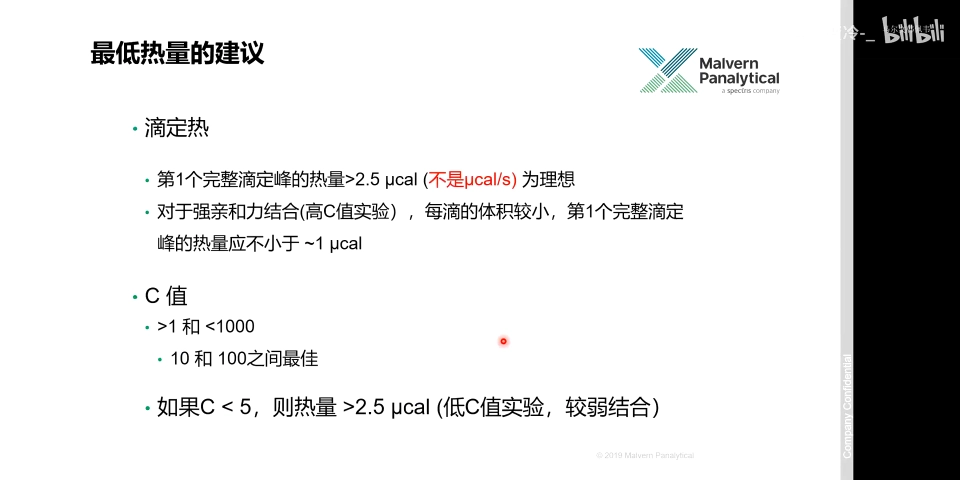 最低热量的建议
冷-_ bilibili
Malvern
Panalytical
a spectris company
• 滴定热
• 第1个完整滴定峰的热量>2.5 μcal (不是μcal/s) 为理想
• 对于强亲和力结合(高C值实验），每滴的体积较小，第1个完整滴定
峰的热量应不小于 ~1 μcal
• C 值
• >1 和 <1000
• 10 和 100之间最佳
• 如果C < 5，则热量 >2.5 μcal (低C值实验，较弱结合）
© 2019 Malvern Panalytical
Company Confidential